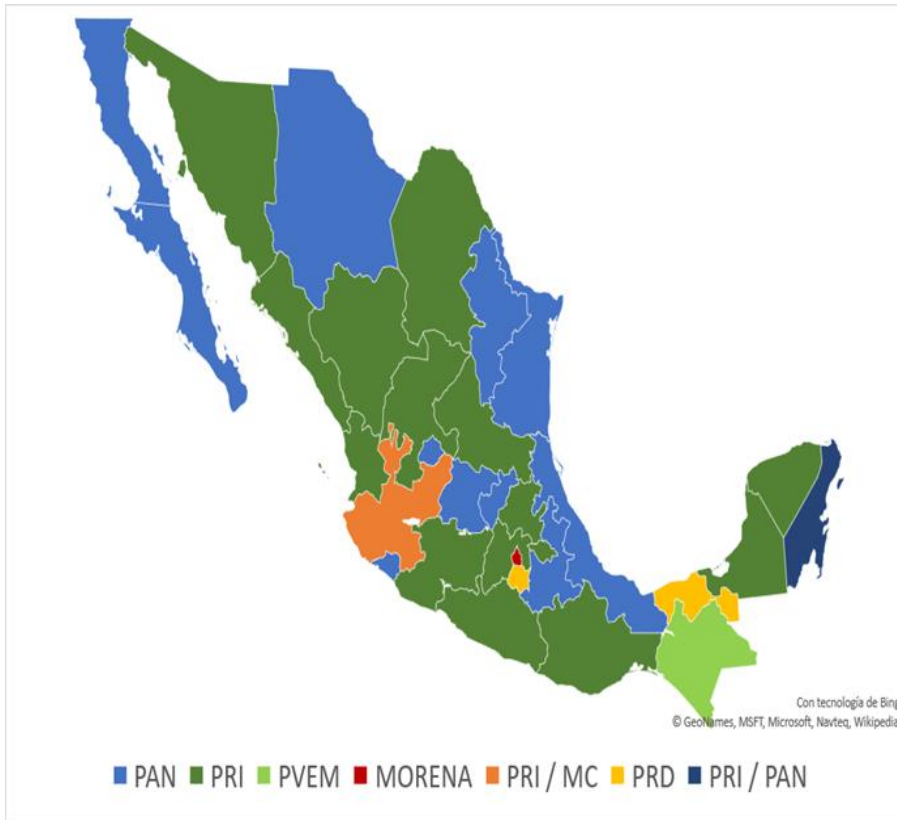 Con tecnología de Bing
© GeoNames, MSFT, Microsoft, Navteq, Wikipedia
PAN PRI PVEM MORENA PRI / MC PRD PRI / PAN